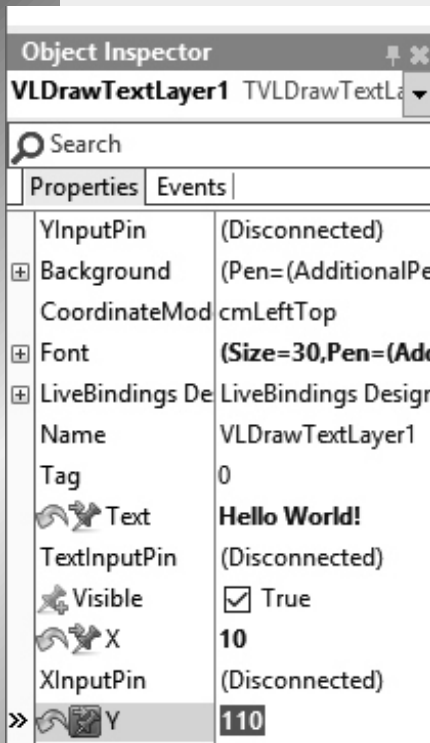 Object Inspector
VLDrawTextLayer1 TVLDrawTextLa
Search
Properties Events
YInputPin (Disconnected)
Background (Pen=(AdditionalPe
CoordinateMod cmLeftTop
Font (Size=30,Pen=(Add
LiveBindings De LiveBindings Design
Name VLDrawTextLayer1
Tag 0
Text Hello World!
TextInputPin (Disconnected)
Visible True
X 10
XInputPin (Disconnected)
Y 110